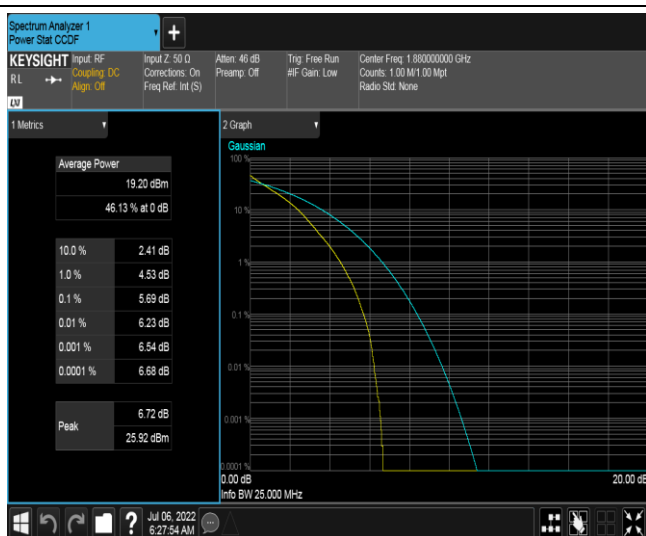 Spectrum Analyzer 1
Power Stat CCDF
KEYSIGHT
RL
LXI
Input: RF
Coupling: DC
Align: Off
Input Z: 50 Ω
Corrections: On
Freq Ref: Int (S)
Atten: 46 dB
Preamp: Off
Trig: Free Run
#IF Gain: Low
Center Freq: 1.880000000 GHz
Counts: 1.00 M/1.00 Mpt
Radio Std: None
1 Metrics
Average Power
19.20 dBm
46.13 % at 0 dB
10.0 % 2.41 dB
1.0 % 4.53 dB
0.1 % 5.69 dB
0.01 % 6.23 dB
0.001 % 6.54 dB
0.0001 % 6.68 dB
Peak
6.72 dB
25.92 dBm
2 Graph
Gaussian
100 %
10 %
1 %
0.1 %
0.01 %
0.001 %
0.0001 %
0.00 dB
20.00 dB
Info BW 25.000 MHz
?
Jul 06, 2022
6:27:54 AM